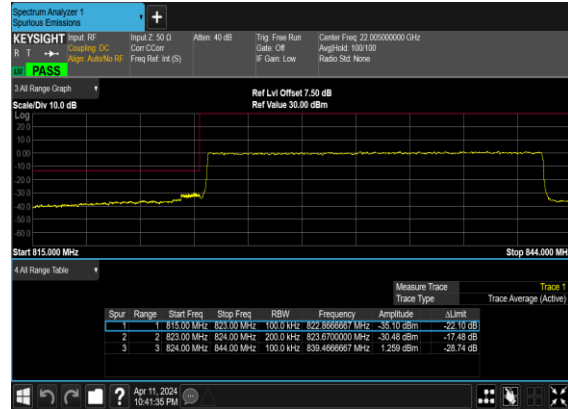 Spectrum Analyzer 1
Spurious Emissions
KEYSIGHT Input: RF Input Z: 50 Ω Atten: 40 dB Trig: Free Run Center Freq: 22.005000000 GHz
R T Coupling: DC Corr CCorr Gate: Off Avg|Hold: 100/100
Align: Auto/No RF Freq Ref: Int (S) IF Gain: Low Radio Std: None
PASS
3 All Range Graph
Ref Lvl Offset 7.50 dB
Scale/Div 10.0 dB Ref Value 30.00 dBm
Log
20.0
10.0
0.00
-10.0
-20.0
-30.0
-40.0
-50.0
-60.0
Start 815.000 MHz Stop 844.000 MH
4 All Range Table
Measure Trace Trace 1
Trace Type Trace Average (Active)
Spur Range Start Freq Stop Freq RBW Frequency Amplitude ΔLimit
1 1 815.00 MHz 823.00 MHz 100.0 kHz 822.8666667 MHz -35.10 dBm -22.10 dB
2 2 823.00 MHz 824.00 MHz 200.0 kHz 823.6700000 MHz -30.48 dBm -17.48 dB
3 3 824.00 MHz 844.00 MHz 100.0 kHz 839.4666667 MHz 1.259 dBm -28.74 dB
? Apr 11, 2024
10:41:35 PM